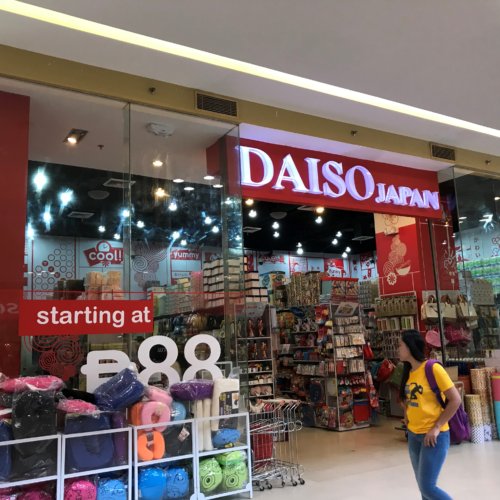 DAISO JAPAN
cool!
yummy
starting at
₱88